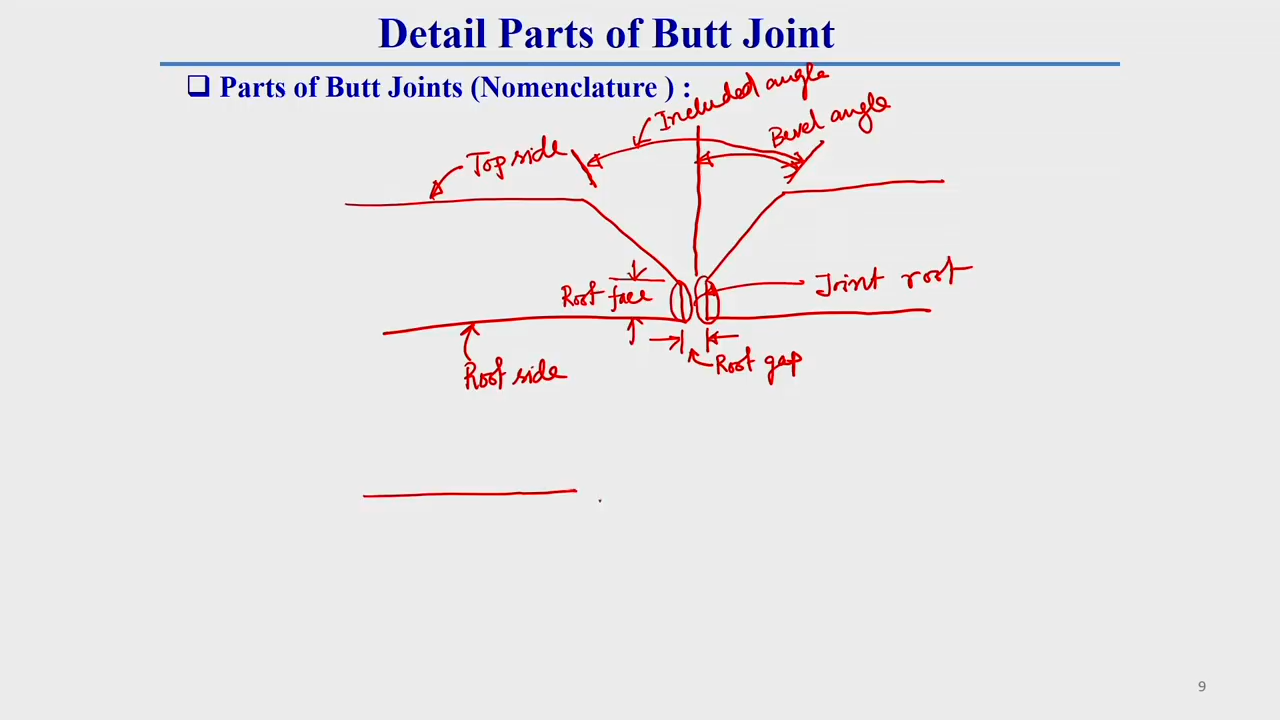 Detail Parts of Butt Joint
❑ Parts of Butt Joints (Nomenclature ) :
Included angle
Bevel angle
Top side
Joint root
Root face
Root gap
Root side
9